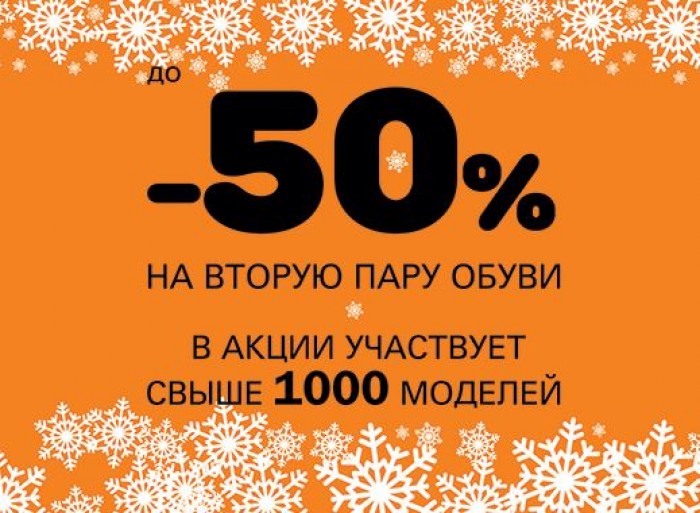 ДО
-50%
НА ВТОРУЮ ПАРУ ОБУВИ
В АКЦИИ УЧАСТВУЕТ
СВЫШЕ 1000 МОДЕЛЕЙ